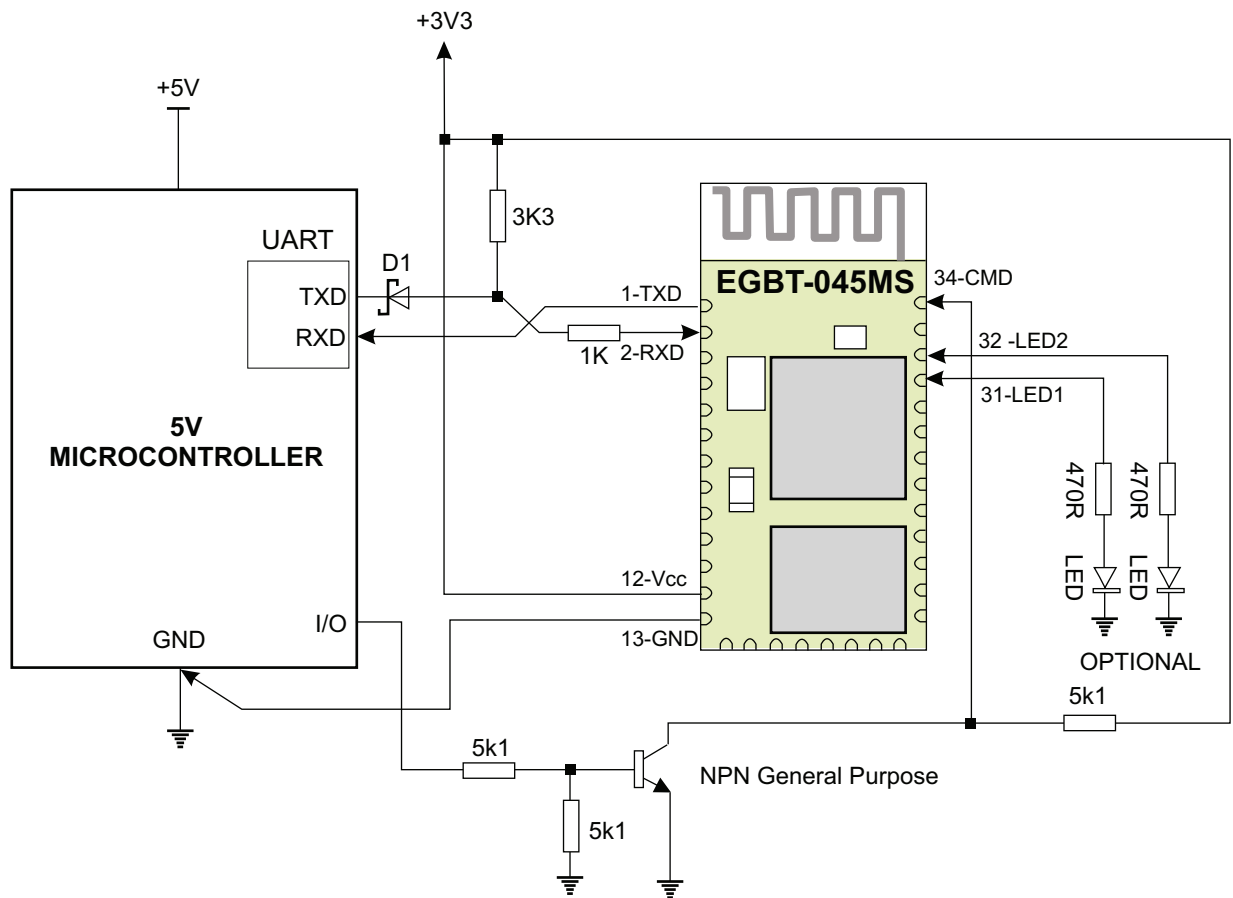 +3V3
+5V
3K3
UART
D1
TXD
RXD
1-TXD
1K
2-RXD
EGBT-045MS
34-CMD
32 -LED2
31-LED1
5V
MICROCONTROLLER
470R
470R
LED
LED
12-Vcc
13-GND
I/O
GND
OPTIONAL
5k1
5k1
NPN General Purpose
5k1